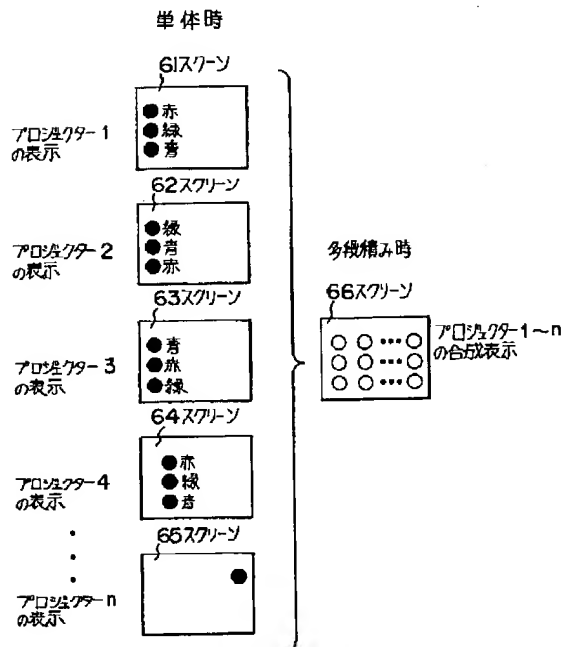 単体時
61スクーン
プロジェクター1
の表示
赤
緑
青
62スクリーン
プロジェクター2
の表示
緑
青
赤
63スクリーン
プロジェクター3
の表示
青
赤
緑
64スクリーン
プロジェクター4
の表示
赤
緑
青
65スクリーン
プロジェクターn
の表示
多段積み時
66スクリーン
プロジェクター1〜n
の合成表示